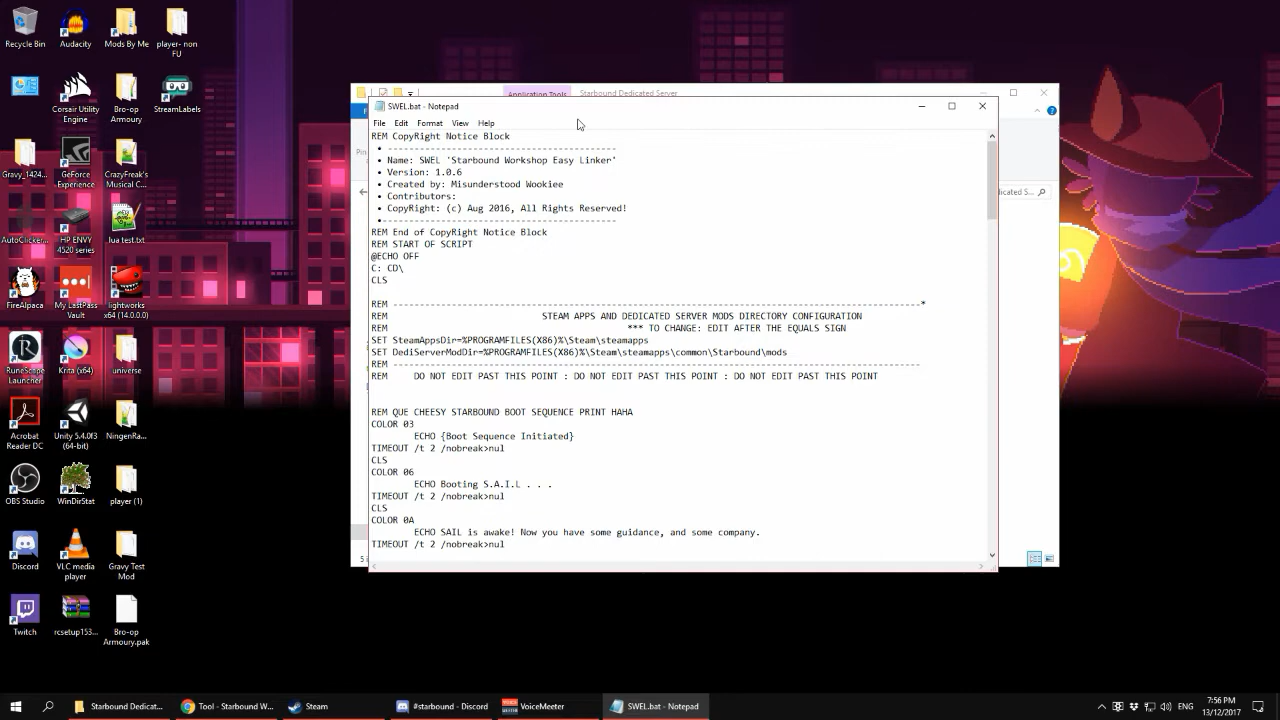 Recycle Bin
Audacity
Mods By Me
player- non FU
Corsair Utility Engine
Bro-op Armoury
StreamLabels
Gravy_1424...
GeForce Experience
CrazyFreak's Musical C...
AutoClicker...
HP ENVY 4520 series
lua test.txt
FireAlpaca
My LastPass Vault
lightworks x64 (14.0.0.0)
RuneScape Launcher
Krita (x64)
universe
Acrobat Reader DC
Unity 5.4.0f3 (64-bit)
NingenRa...
OBS Studio
WinDirStat
player (1)
Discord
VLC media player
Gravy Test Mod
Twitch
rcsetup153...
Bro-op Armoury.pak
Application Tools
Starbound Dedicated Server
dicated S...
SWEL.bat - Notepad
File Edit Format View Help
REM CopyRight Notice Block
• ------------------------------------------
• Name: SWEL 'Starbound Workshop Easy Linker'
• Version: 1.0.6
• Created by: Misunderstood Wookiee
• Contributors:
• CopyRight: (c) Aug 2016, All Rights Reserved!
•--------------------------------------------
REM End of CopyRight Notice Block
REM START OF SCRIPT
@ECHO OFF
C: CD\
CLS
REM ---------------------------------------------------------------------------------------------------*
REM STEAM APPS AND DEDICATED SERVER MODS DIRECTORY CONFIGURATION
REM *** TO CHANGE: EDIT AFTER THE EQUALS SIGN
SET SteamAppsDir=%PROGRAMFILES(X86)%\Steam\steamapps
SET DediServerModDir=%PROGRAMFILES(X86)%\Steam\steamapps\common\Starbound\mods
REM ---------------------------------------------------------------------------------------------------
REM DO NOT EDIT PAST THIS POINT : DO NOT EDIT PAST THIS POINT : DO NOT EDIT PAST THIS POINT
REM QUE CHEESY STARBOUND BOOT SEQUENCE PRINT HAHA
COLOR 03
ECHO {Boot Sequence Initiated}
TIMEOUT /t 2 /nobreak>nul
CLS
COLOR 06
ECHO Booting S.A.I.L . . .
TIMEOUT /t 2 /nobreak>nul
CLS
COLOR 0A
ECHO SAIL is awake! Now you have some guidance, and some company.
TIMEOUT /t 2 /nobreak>nul
Starbound Dedicat...
Tool - Starbound W...
Steam
#starbound - Discord
VoiceMeeter
SWEL.bat - Notepad
ENG
7:56 PM
13/12/2017